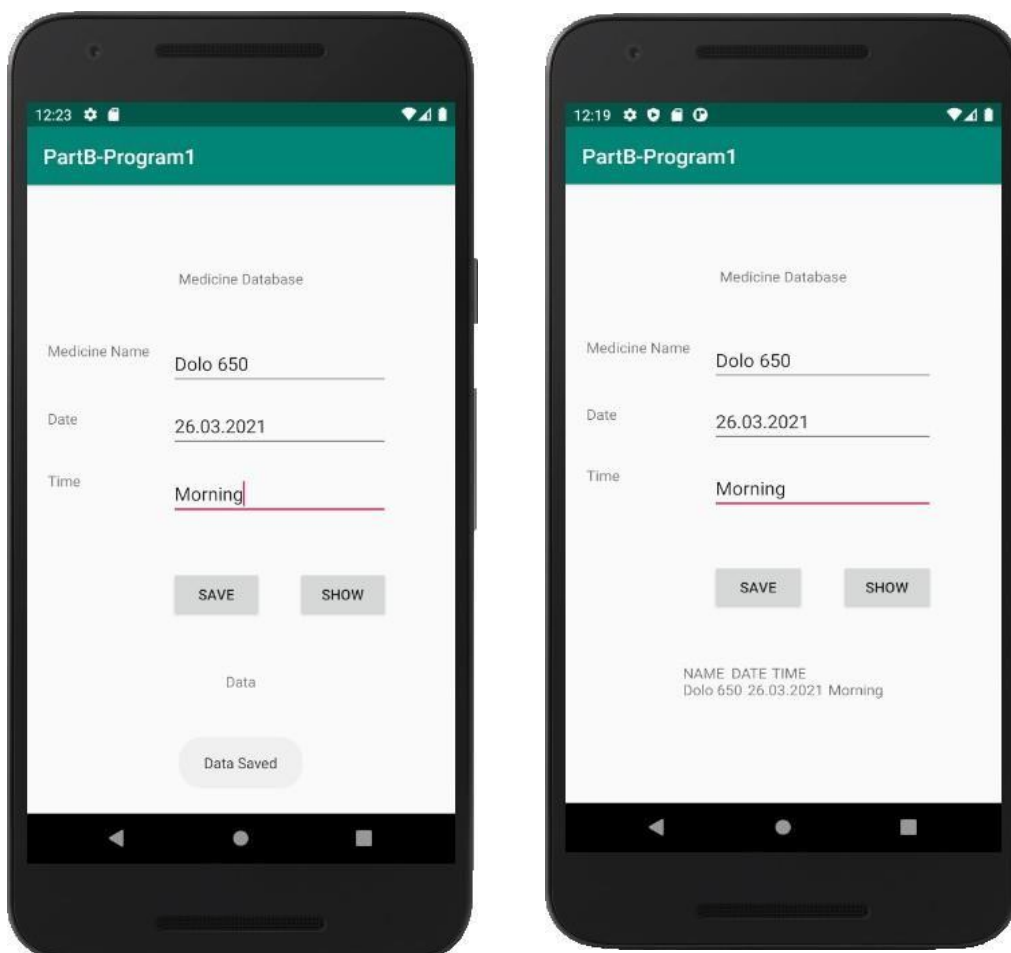 12:23
PartB-Program1
Medicine Database
Medicine Name
Dolo 650
Date
26.03.2021
Time
Morning
SAVE
SHOW
Data
Data Saved
12:19
PartB-Program1
Medicine Database
Medicine Name
Dolo 650
Date
26.03.2021
Time
Morning
SAVE
SHOW
NAME DATE TIME
Dolo 650 26.03.2021 Morning